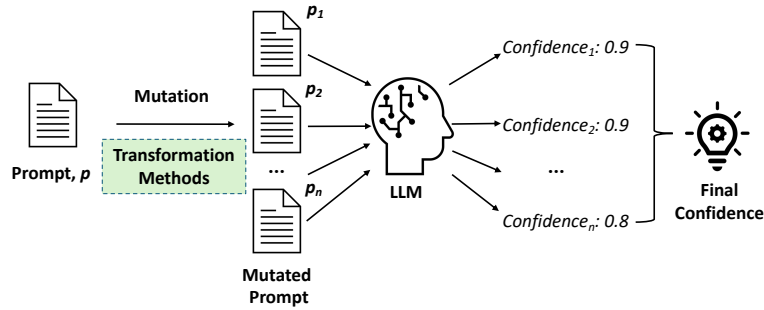 p₁
Confidence₁: 0.9
Mutation
p₂
Confidence₂: 0.9
Prompt, p
Transformation
Methods
...
LLM
...
Final
Confidence
pₙ
Confidenceₙ: 0.8
Mutated
Prompt